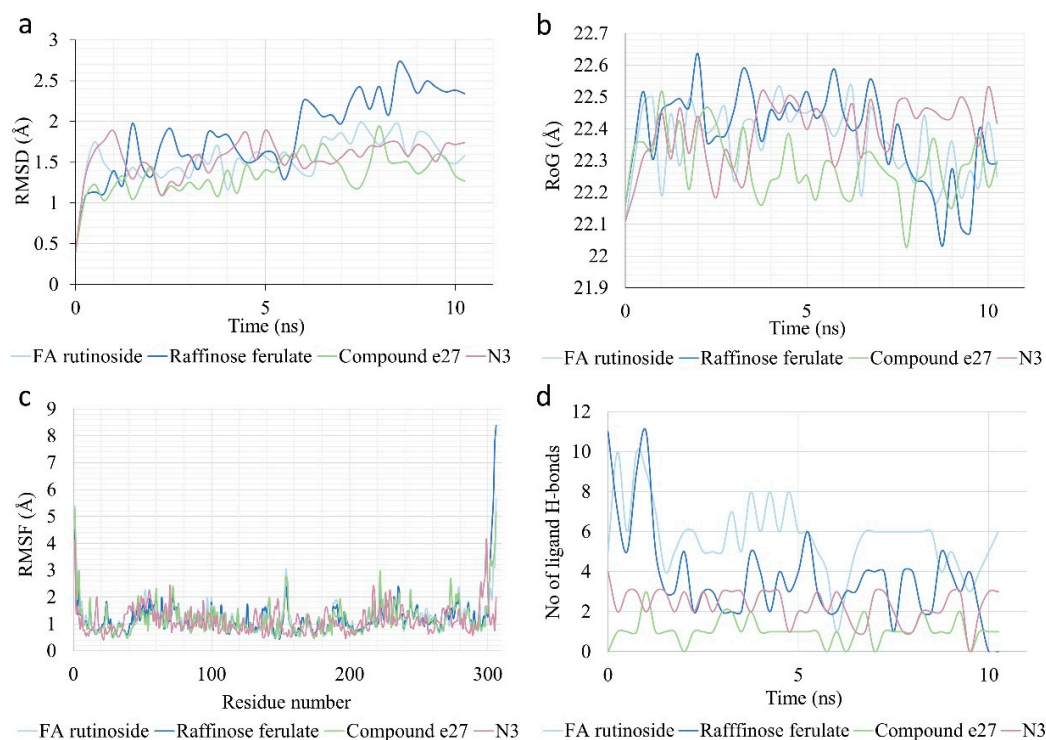 a
3
2.5
2
1.5
1
0.5
0
RMSD (Å)
0 5 10
Time (ns)
FA rutinoside Raffinose ferulate Compound e27 N3
b
22.7
22.6
22.5
22.4
22.3
22.2
22.1
22
21.9
RoG (Å)
0 5 10
Time (ns)
FA rutinoside Raffinose ferulate Compound e27 N3
c
9
8
7
6
5
4
3
2
1
0
RMSF (Å)
0 100 200 300
Residue number
FA rutinoside Raffinose ferulate Compound e27 N3
d
12
10
8
6
4
2
0
No of ligand H-bonds
0 5 10
Time (ns)
FA rutinoside Rafffinose ferulate Compound e27 N3